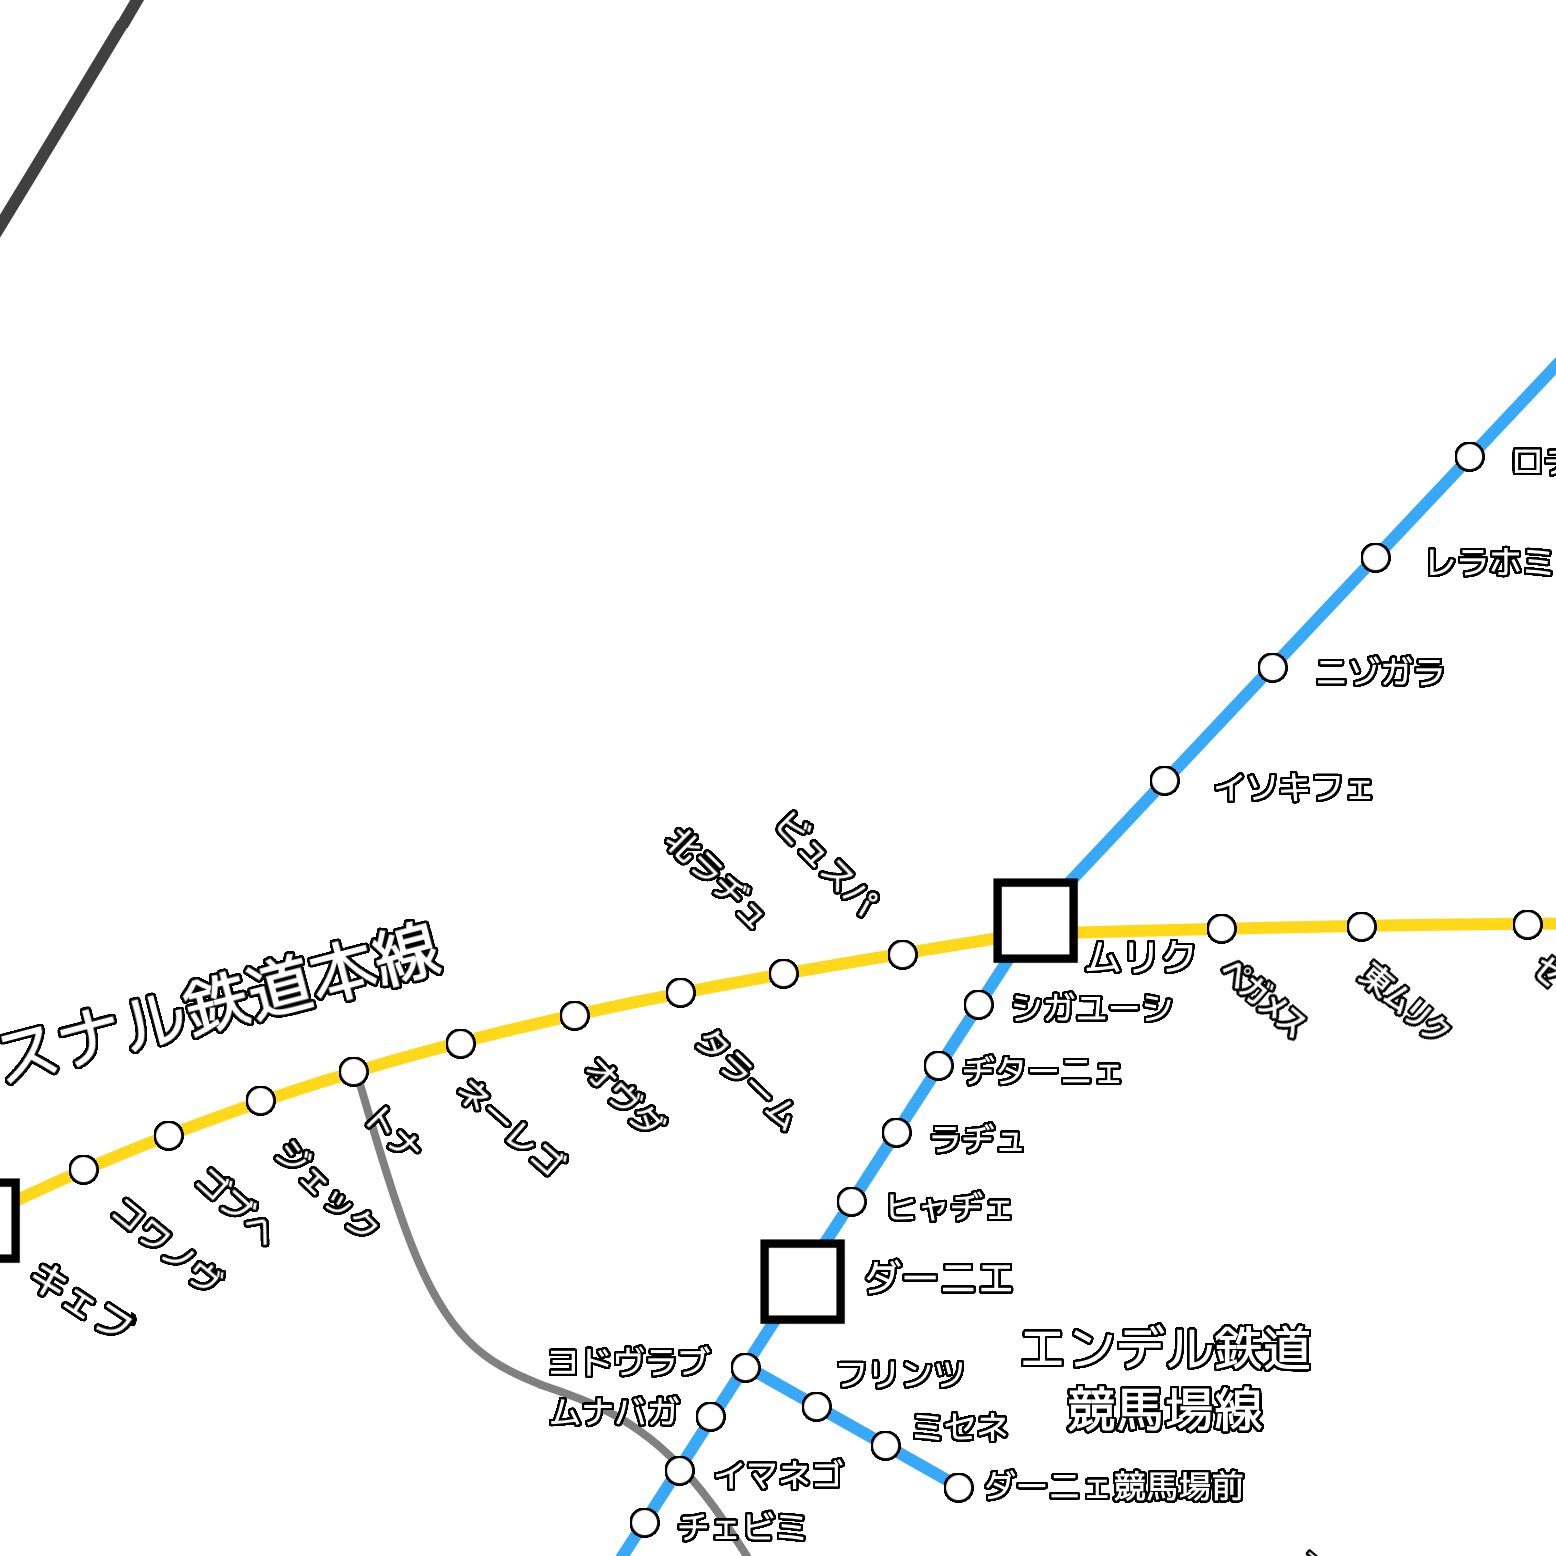 ロラ
レラホミ
ニゾガラ
イソキフェ
ビュスパ
北ラヂュ
スナル鉄道本線
ムリク
ペガメス
東ムリク
セ
シガユーシ
ヂターニェ
ラヂュ
ヒャヂェ
ダーニエ
タラーム
オヴダ
ネーレゴ
トナ
ジェック
ゴブヘ
コワノヴ
キェブ
ヨドヴラブ
ムナバガ
フリンツ
ミセネ
ダーニェ競馬場前
エンデル鉄道
競馬場線
イマネゴ
チェビミ